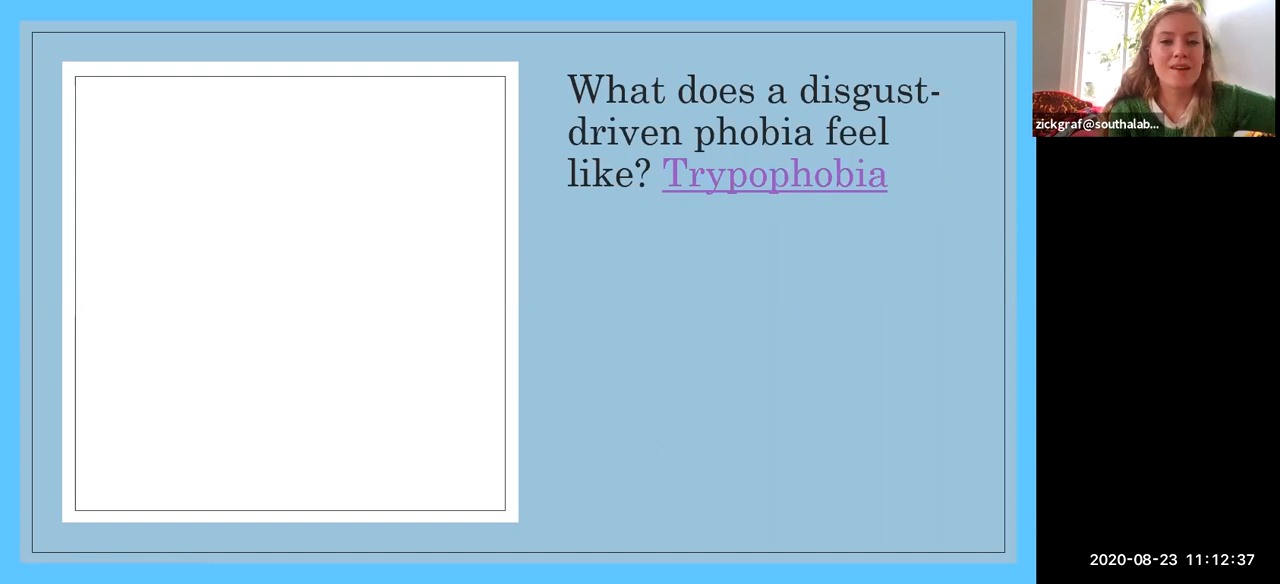 What does a disgust-
driven phobia feel
like? Trypophobia
zickgraf@southalab...
2020-08-23 11:12:37